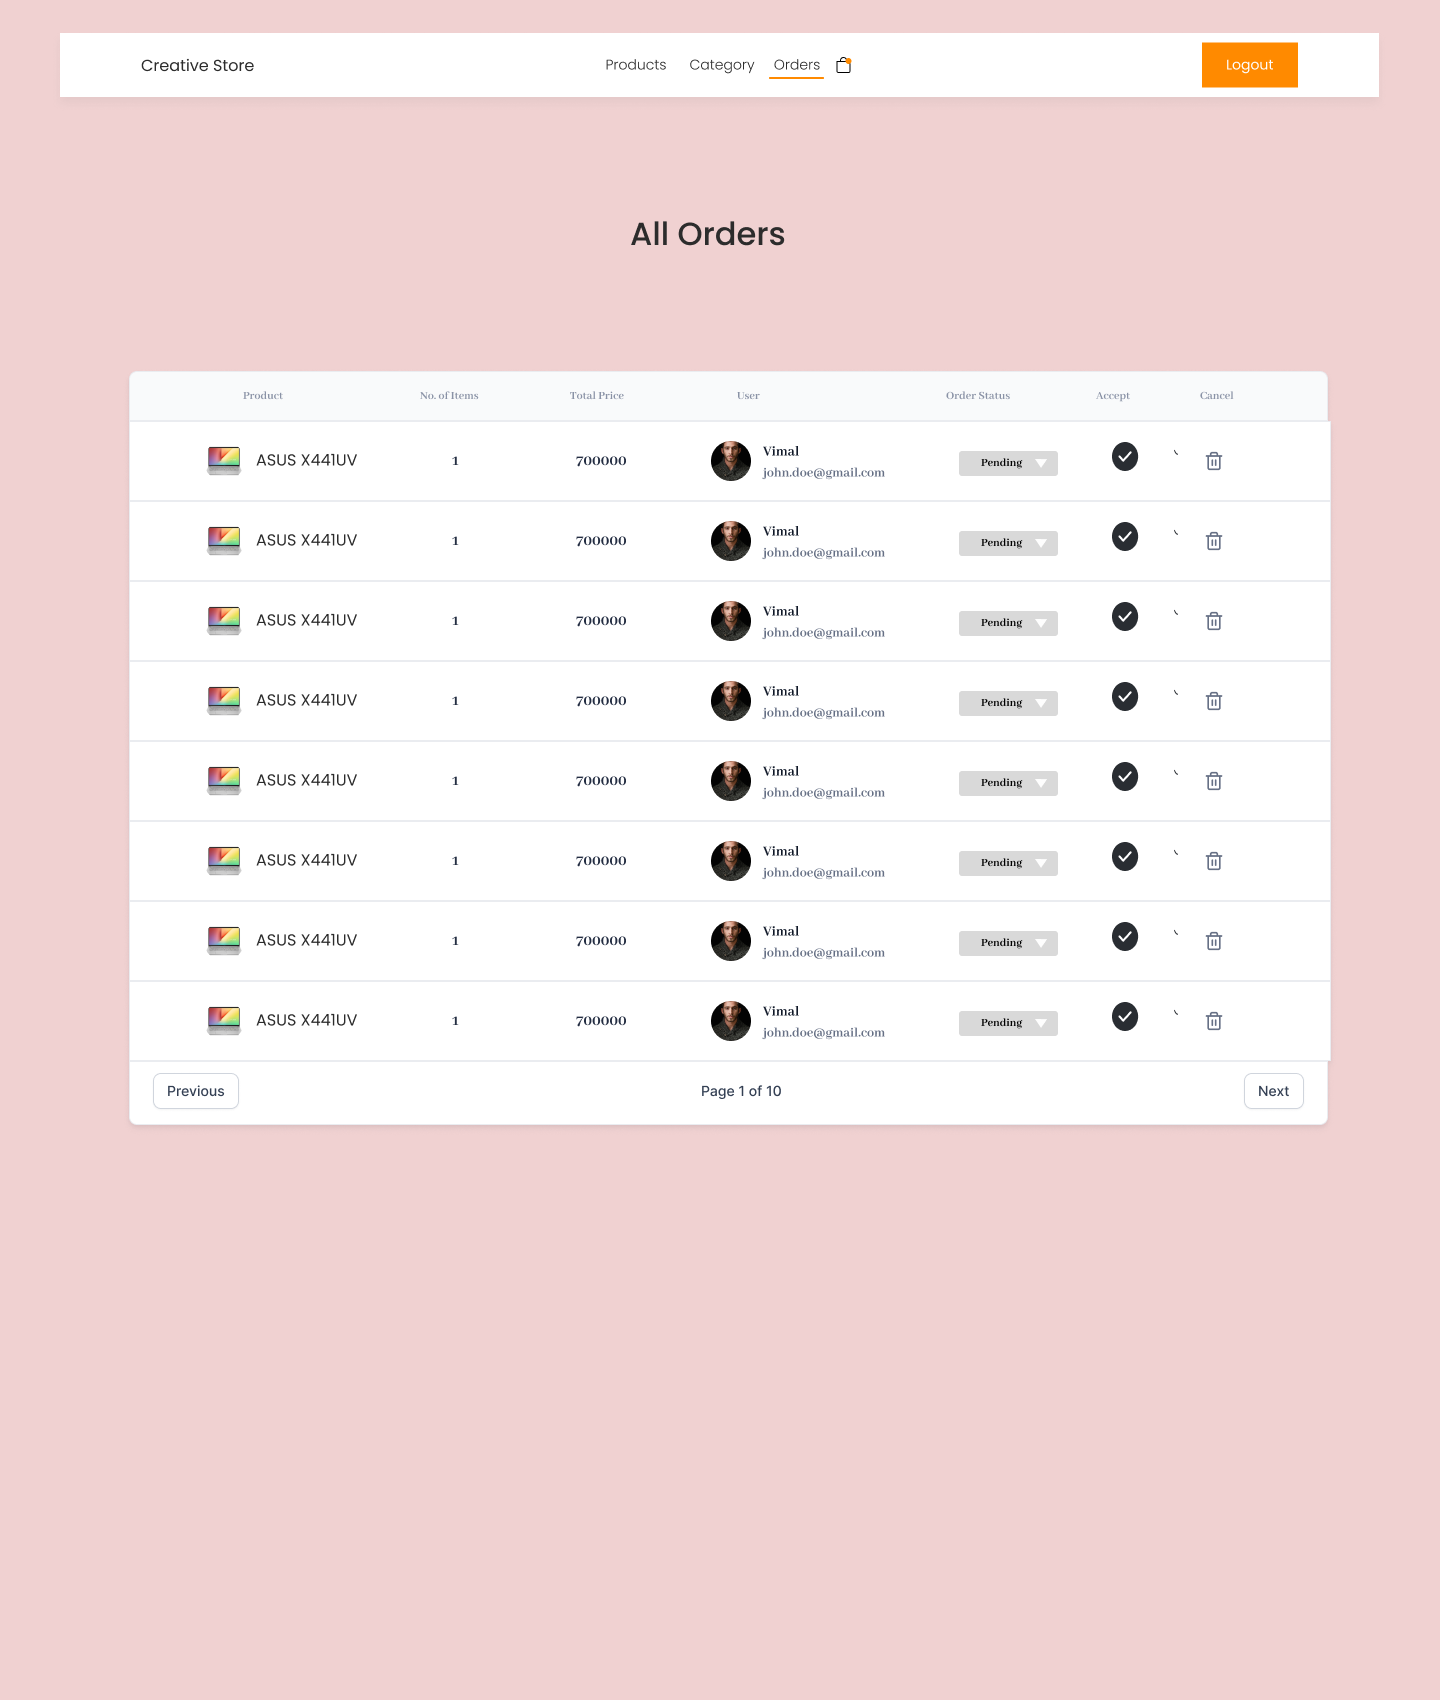 Creative Store Products Category Orders Logout
All Orders
Product No. of Items Total Price User Order Status Accept Cancel
ASUS X441UV 1 700000 Vimal Pending
john.doe@gmail.com
ASUS X441UV 1 700000 Vimal Pending
john.doe@gmail.com
ASUS X441UV 1 700000 Vimal Pending
john.doe@gmail.com
ASUS X441UV 1 700000 Vimal Pending
john.doe@gmail.com
ASUS X441UV 1 700000 Vimal Pending
john.doe@gmail.com
ASUS X441UV 1 700000 Vimal Pending
john.doe@gmail.com
ASUS X441UV 1 700000 Vimal Pending
john.doe@gmail.com
ASUS X441UV 1 700000 Vimal Pending
john.doe@gmail.com
Previous Page 1 of 10 Next